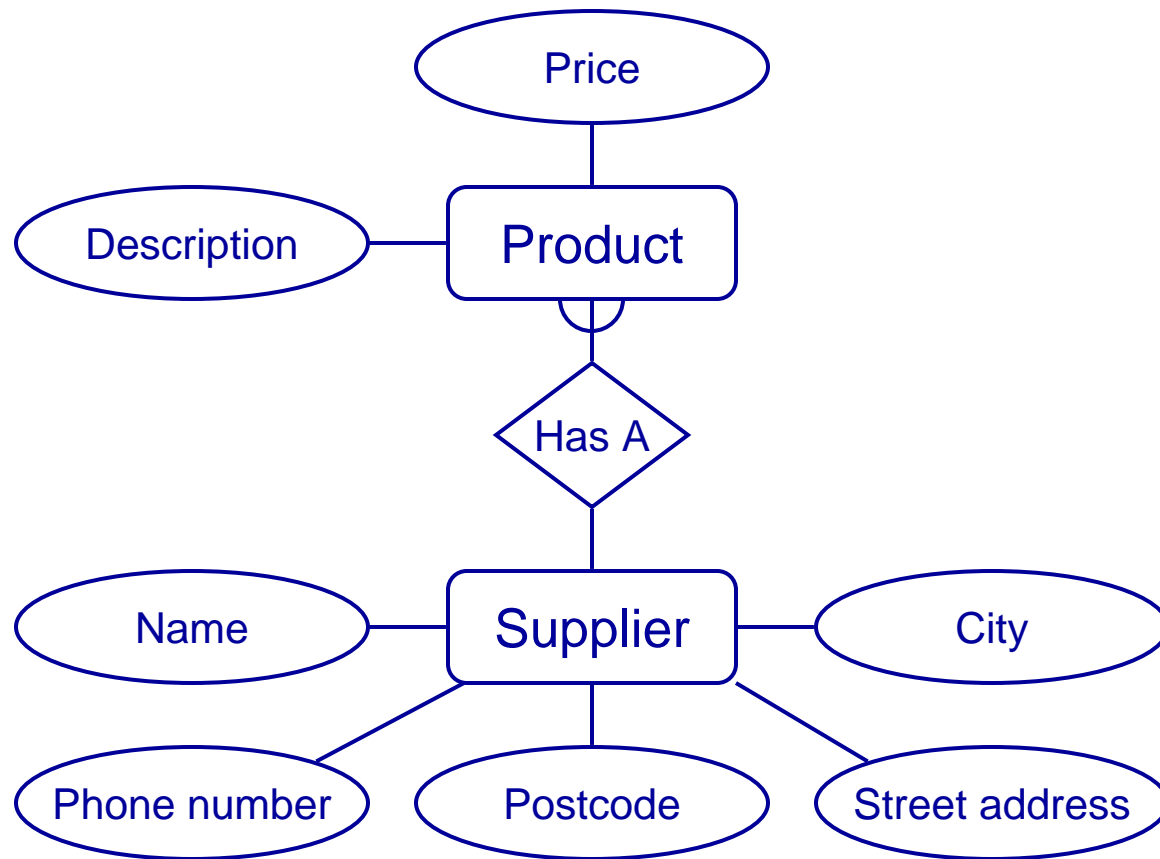 Price
Description
Product
Has A
Name
Supplier
City
Phone number
Postcode
Street address